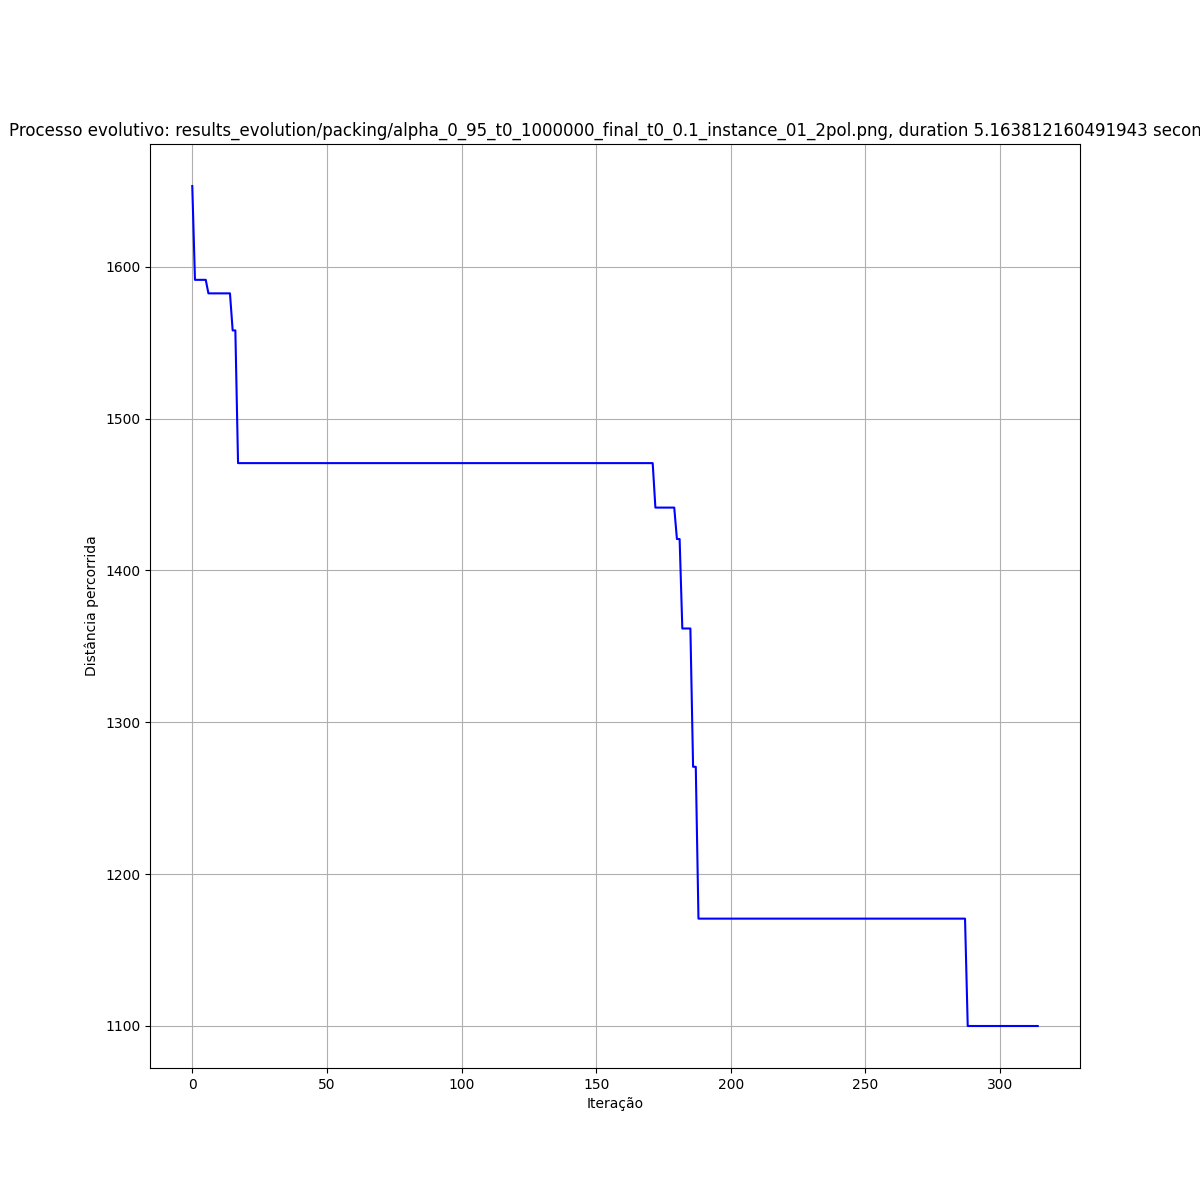 Processo evolutivo: results_evolution/packing/alpha_0_95_t0_1000000_final_t0_0.1_instance_01_2pol.png, duration 5.163812160491943 secon
1600
1500
1400
1300
1200
1100
Distância percorrida
0 50 100 150 200 250 300
Iteração